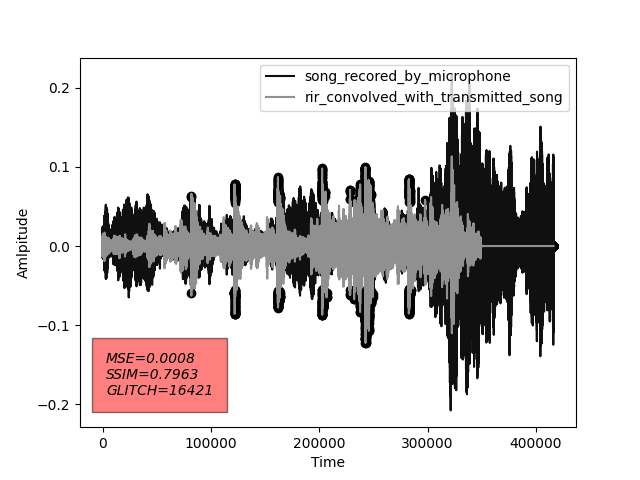 song_recored_by_microphone
rir_convolved_with_transmitted_song
0.2
0.1
0.0
−0.1
−0.2
Amlpitude
MSE=0.0008
SSIM=0.7963
GLITCH=16421
0
100000
200000
300000
400000
Time